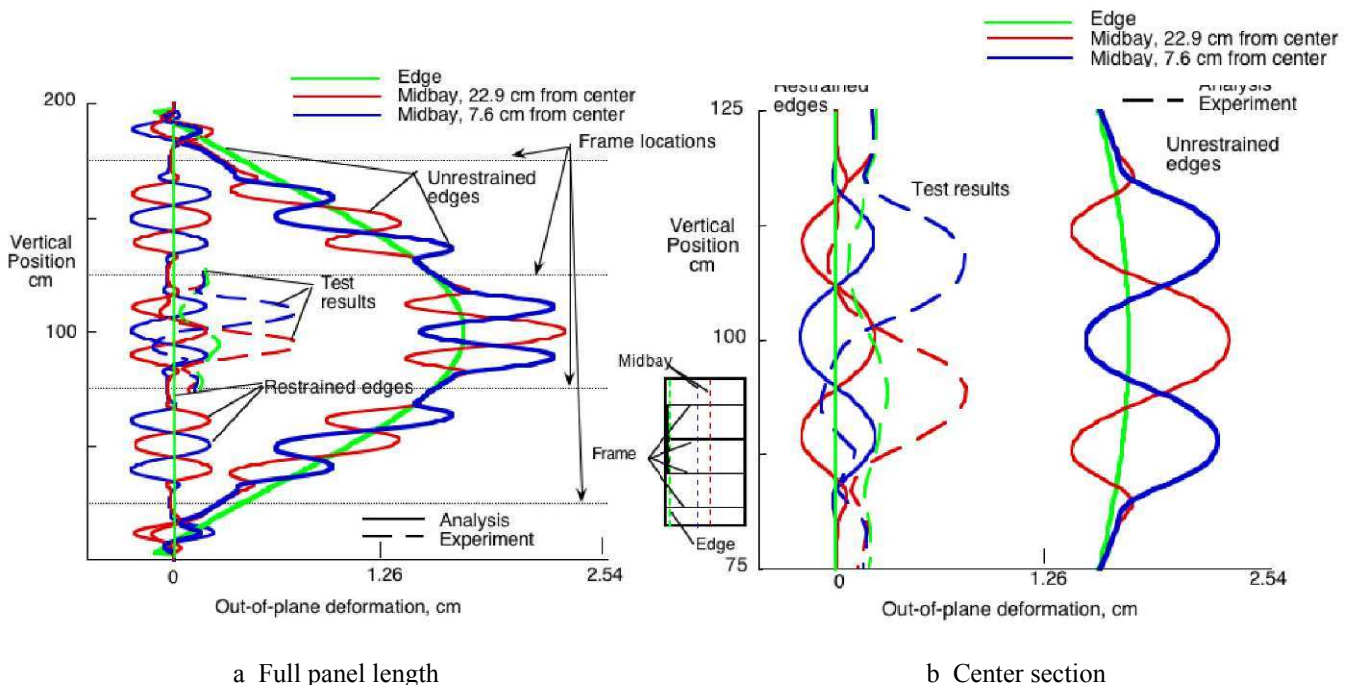 Edge
Midbay, 22.9 cm from center
Midbay, 7.6 cm from center
200
Frame locations
Unrestrained
edges
Vertical
Position
cm
Test
results
100
Restrained edges
Analysis
Experiment
0
1.26
2.54
Out-of-plane deformation, cm
a Full panel length
Midbay
Frame
Edge
Edge
Midbay, 22.9 cm from center
Midbay, 7.6 cm from center
Restrained
edges
Analysis
Experiment
125
Unrestrained
edges
Test results
Vertical
Position
cm
100
75
0
1.26
2.54
Out-of-plane deformation, cm
b Center section